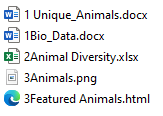 1 Unique_Animals.docx
1Bio_Data.docx
2Animal Diversity.xlsx
3Animals.png
3Featured Animals.html